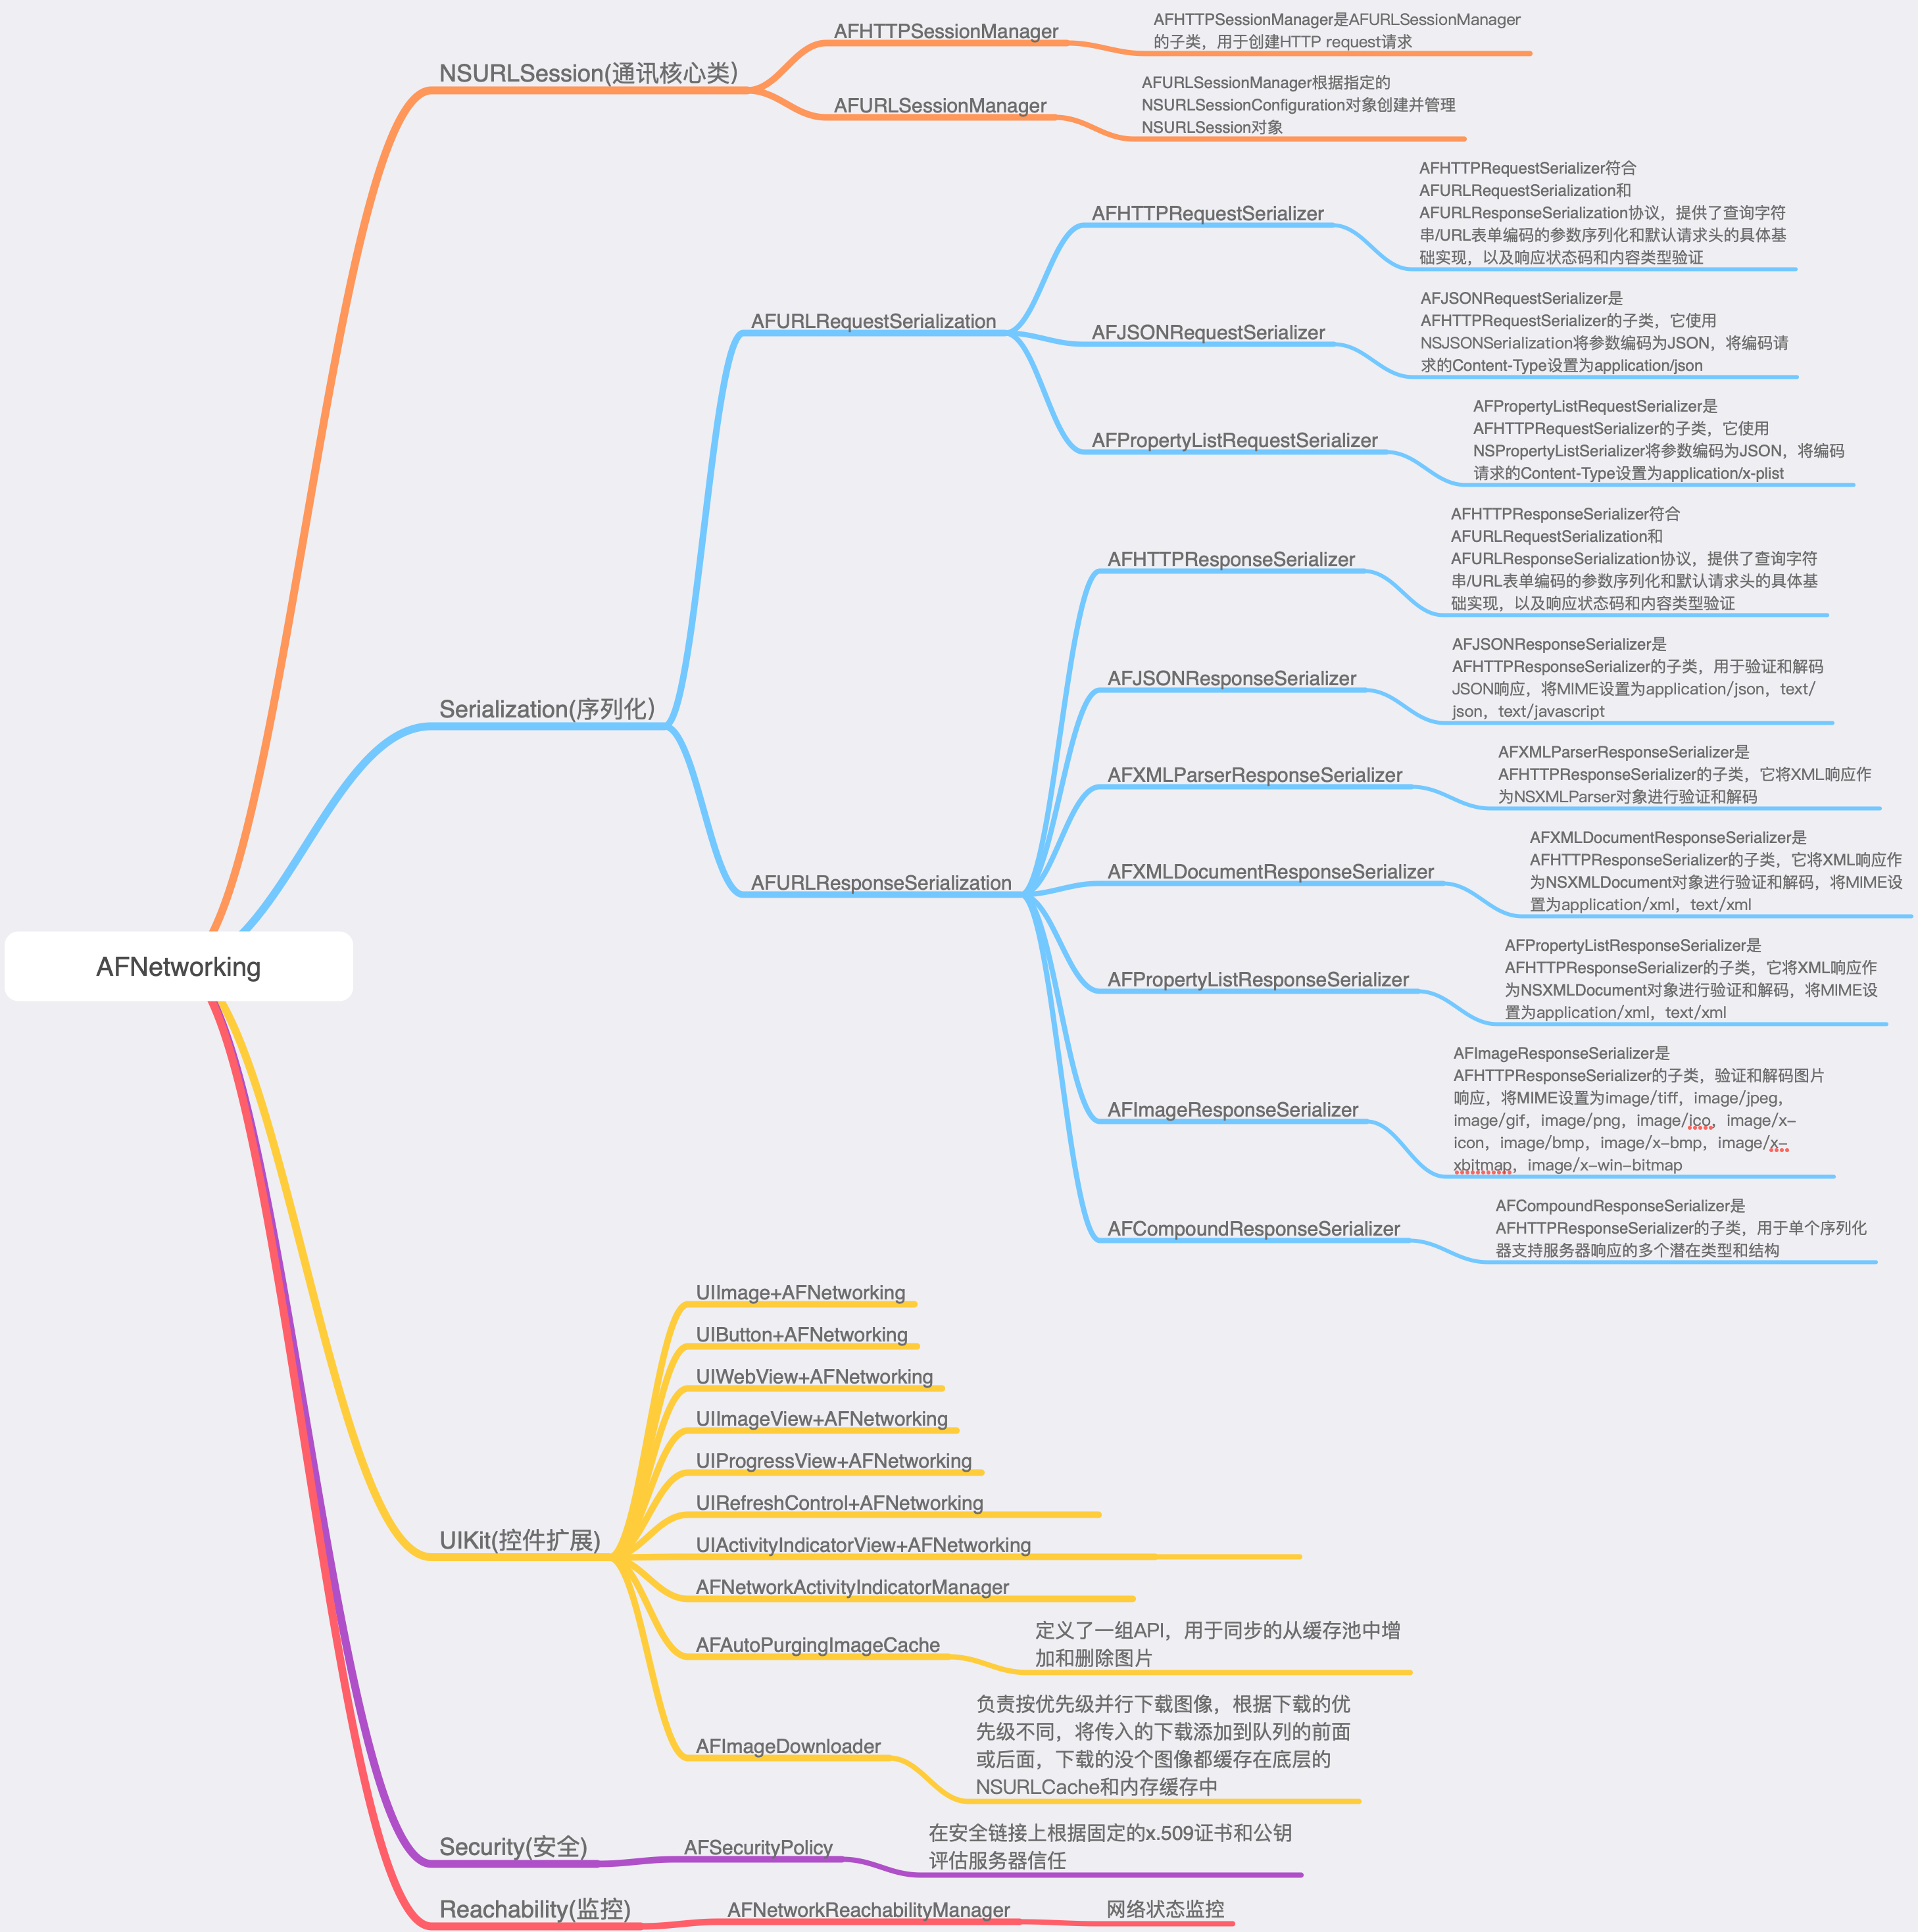 AFNetworking
NSURLSession(通讯核心类）
AFHTTPSessionManager
AFHTTPSessionManager是AFURLSessionManager
的子类，用于创建HTTP request请求
AFURLSessionManager
AFURLSessionManager根据指定的
NSURLSessionConfiguration对象创建并管理
NSURLSession对象
Serialization(序列化）
AFURLRequestSerialization
AFHTTPRequestSerializer
AFHTTPRequestSerializer符合
AFURLRequestSerialization和
AFURLResponseSerialization协议，提供了查询字符
串/URL表单编码的参数序列化和默认请求头的具体基
础实现，以及响应状态码和内容类型验证
AFJSONRequestSerializer
AFJSONRequestSerializer是
AFHTTPRequestSerializer的子类，它使用
NSJSONSerialization将参数编码为JSON，将编码请
求的Content-Type设置为application/json
AFPropertyListRequestSerializer
AFPropertyListRequestSerializer是
AFHTTPRequestSerializer的子类，它使用
NSPropertyListSerializer将参数编码为JSON，将编码
请求的Content-Type设置为application/x-plist
AFURLResponseSerialization
AFHTTPResponseSerializer
AFHTTPResponseSerializer符合
AFURLRequestSerialization和
AFURLResponseSerialization协议，提供了查询字符
串/URL表单编码的参数序列化和默认请求头的具体基
础实现，以及响应状态码和内容类型验证
AFJSONResponseSerializer
AFJSONResponseSerializer是
AFHTTPResponseSerializer的子类，用于验证和解码
JSON响应，将MIME设置为application/json，text/
json，text/javascript
AFXMLParserResponseSerializer
AFXMLParserResponseSerializer是
AFHTTPResponseSerializer的子类，它将XML响应作
为NSXMLParser对象进行验证和解码
AFXMLDocumentResponseSerializer
AFXMLDocumentResponseSerializer是
AFHTTPResponseSerializer的子类，它将XML响应作
为NSXMLDocument对象进行验证和解码，将MIME设
置为application/xml，text/xml
AFPropertyListResponseSerializer
AFPropertyListResponseSerializer是
AFHTTPResponseSerializer的子类，它将XML响应作
为NSXMLDocument对象进行验证和解码，将MIME设
置为application/xml，text/xml
AFImageResponseSerializer
AFImageResponseSerializer是
AFHTTPResponseSerializer的子类，验证和解码图片
响应，将MIME设置为image/tiff，image/jpeg，
image/gif，image/png，image/ico，image/x-
icon，image/bmp，image/x-bmp，image/x-
xbitmap，image/x-win-bitmap
AFCompoundResponseSerializer
AFCompoundResponseSerializer是
AFHTTPResponseSerializer的子类，用于单个序列化
器支持服务器响应的多个潜在类型和结构
UIKit(控件扩展)
UIImage+AFNetworking
UIButton+AFNetworking
UIWebView+AFNetworking
UIImageView+AFNetworking
UIProgressView+AFNetworking
UIRefreshControl+AFNetworking
UIActivityIndicatorView+AFNetworking
AFNetworkActivityIndicatorManager
AFAutoPurgingImageCache
定义了一组API，用于同步的从缓存池中增
加和删除图片
AFImageDownloader
负责按优先级并行下载图像，根据下载的优
先级不同，将传入的下载添加到队列的前面
或后面，下载的没个图像都缓存在底层的
NSURLCache和内存缓存中
Security(安全)
AFSecurityPolicy
在安全链接上根据固定的x.509证书和公钥
评估服务器信任
Reachability(监控)
AFNetworkReachabilityManager
网络状态监控